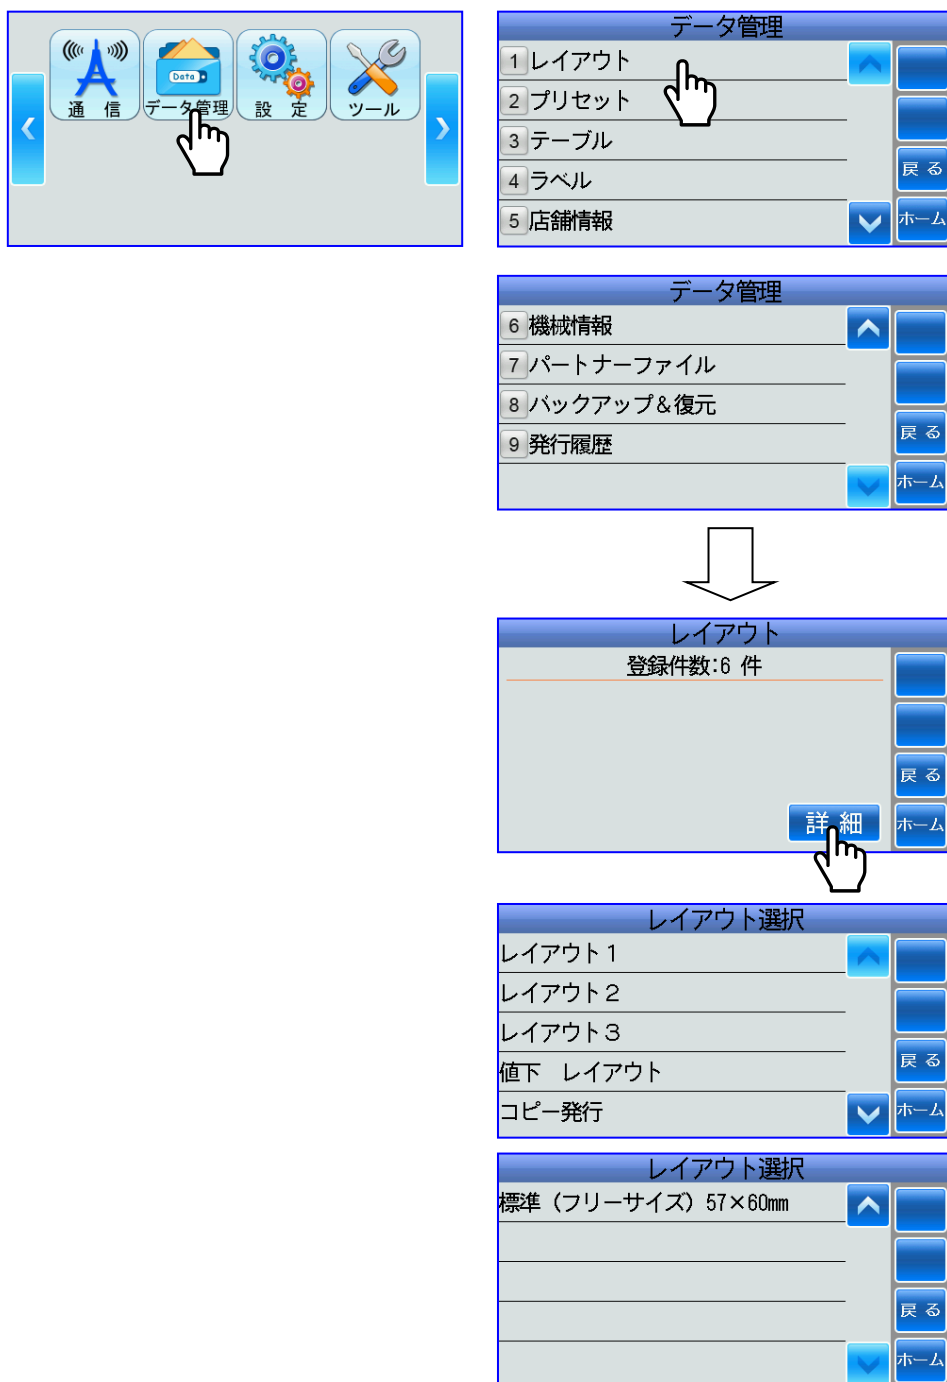 Data
通 信
データ管理
設 定
ツール
データ管理
1 レイアウト
2 プリセット
3 テーブル
4 ラベル
5 店舗情報
戻る
ホーム
データ管理
6 機械情報
7 パートナーファイル
8 バックアップ&復元
9 発行履歴
戻る
ホーム
レイアウト
登録件数:6 件
詳 細
戻る
ホーム
レイアウト選択
レイアウト1
レイアウト2
レイアウト3
値下 レイアウト
コピー発行
戻る
ホーム
レイアウト選択
標準(フリーサイズ)57×60mm
戻る
ホーム